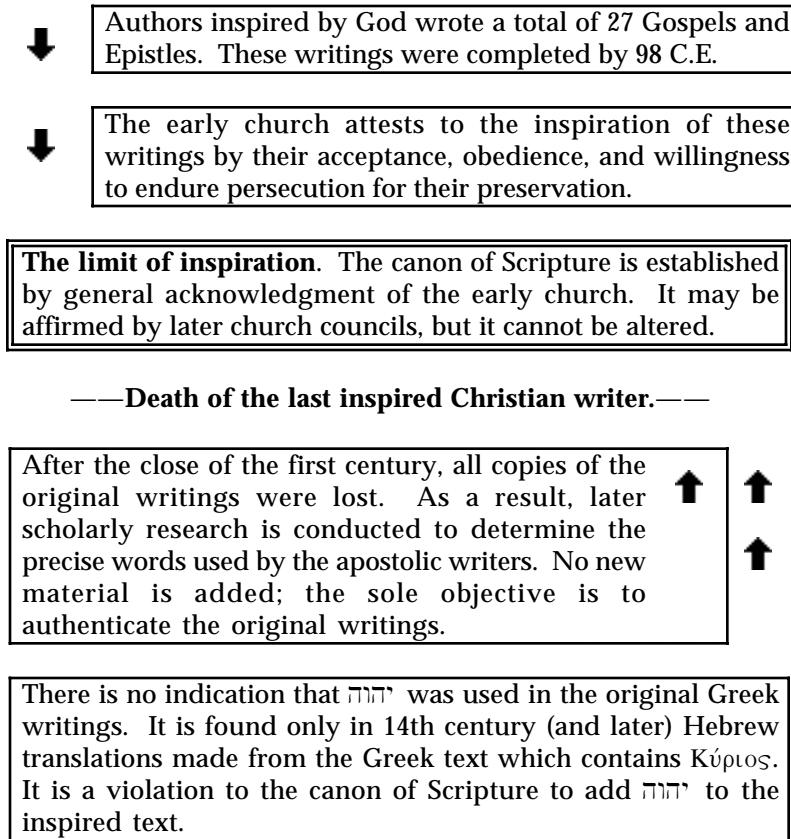 Authors inspired by God wrote a total of 27 Gospels and
Epistles. These writings were completed by 98 C.E.
The early church attests to the inspiration of these
writings by their acceptance, obedience, and willingness
to endure persecution for their preservation.
The limit of inspiration. The canon of Scripture is established
by general acknowledgment of the early church. It may be
affirmed by later church councils, but it cannot be altered.
——Death of the last inspired Christian writer.——
After the close of the first century, all copies of the
original writings were lost. As a result, later
scholarly research is conducted to determine the
precise words used by the apostolic writers. No new
material is added; the sole objective is to
authenticate the original writings.
There is no indication that יהוה was used in the original Greek
writings. It is found only in 14th century (and later) Hebrew
translations made from the Greek text which contains Κύριος.
It is a violation to the canon of Scripture to add יהוה to the
inspired text.